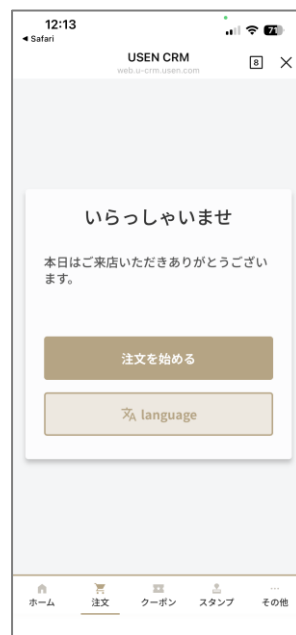 12:13
◀ Safari
71
USEN CRM
web.u-crm.usen.com
8
いらっしゃいませ
本日はご来店いただきありがとうござい
ます。
注文を始める
language
ホーム 注文 クーポン スタンプ その他